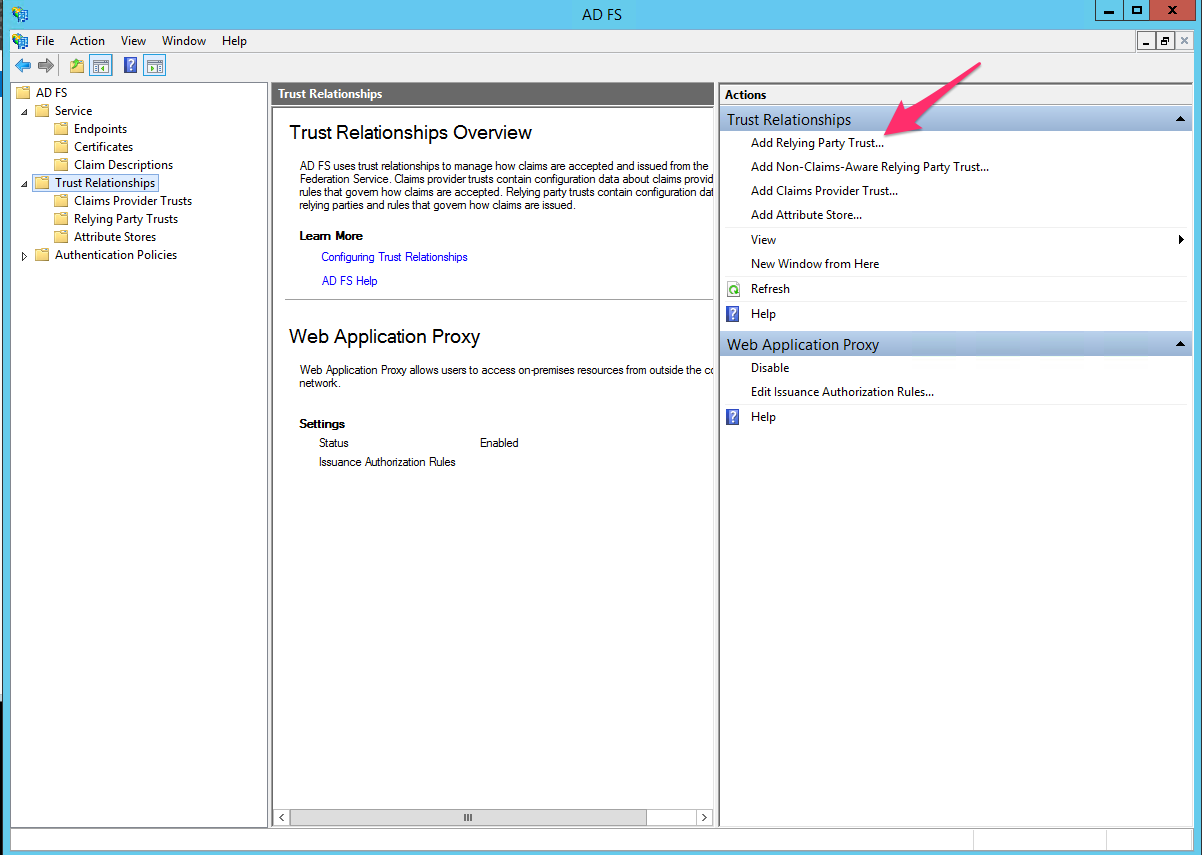 AD FS
File Action View Window Help
AD FS
Service
Endpoints
Certificates
Claim Descriptions
Trust Relationships
Claims Provider Trusts
Relying Party Trusts
Attribute Stores
Authentication Policies
Trust Relationships
Trust Relationships Overview
AD FS uses trust relationships to manage how claims are accepted and issued from the
Federation Service. Claims provider trusts contain configuration data about claims provid
rules that govern how claims are accepted. Relying party trusts contain configuration dat
relying parties and rules that govern how claims are issued.
Learn More
Configuring Trust Relationships
AD FS Help
Web Application Proxy
Web Application Proxy allows users to access on-premises resources from outside the co
network.
Settings
Status Enabled
Issuance Authorization Rules
Actions
Trust Relationships
Add Relying Party Trust...
Add Non-Claims-Aware Relying Party Trust...
Add Claims Provider Trust...
Add Attribute Store...
View
New Window from Here
Refresh
Help
Web Application Proxy
Disable
Edit Issuance Authorization Rules...
Help